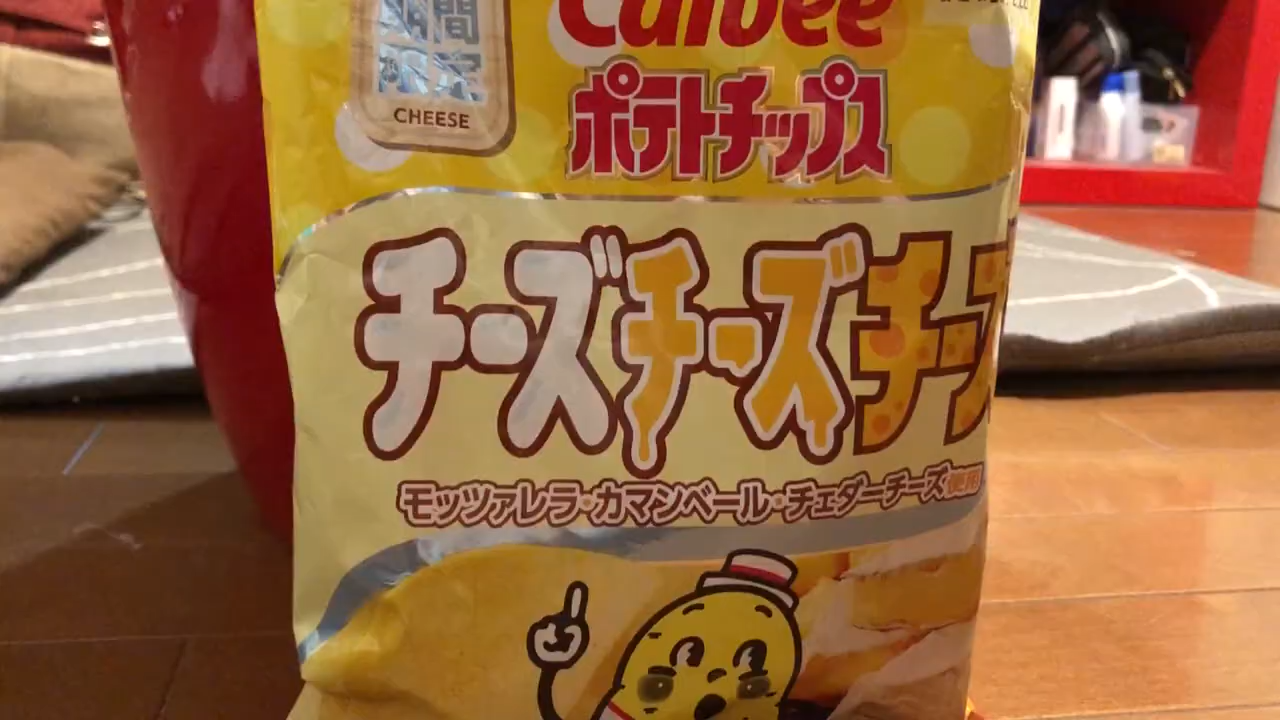 期間
限定
CHEESE
Calbee
ポテトチップス
チーズチーズチーズ
モッツァレラ・カマンベール・チェダーチーズ使用